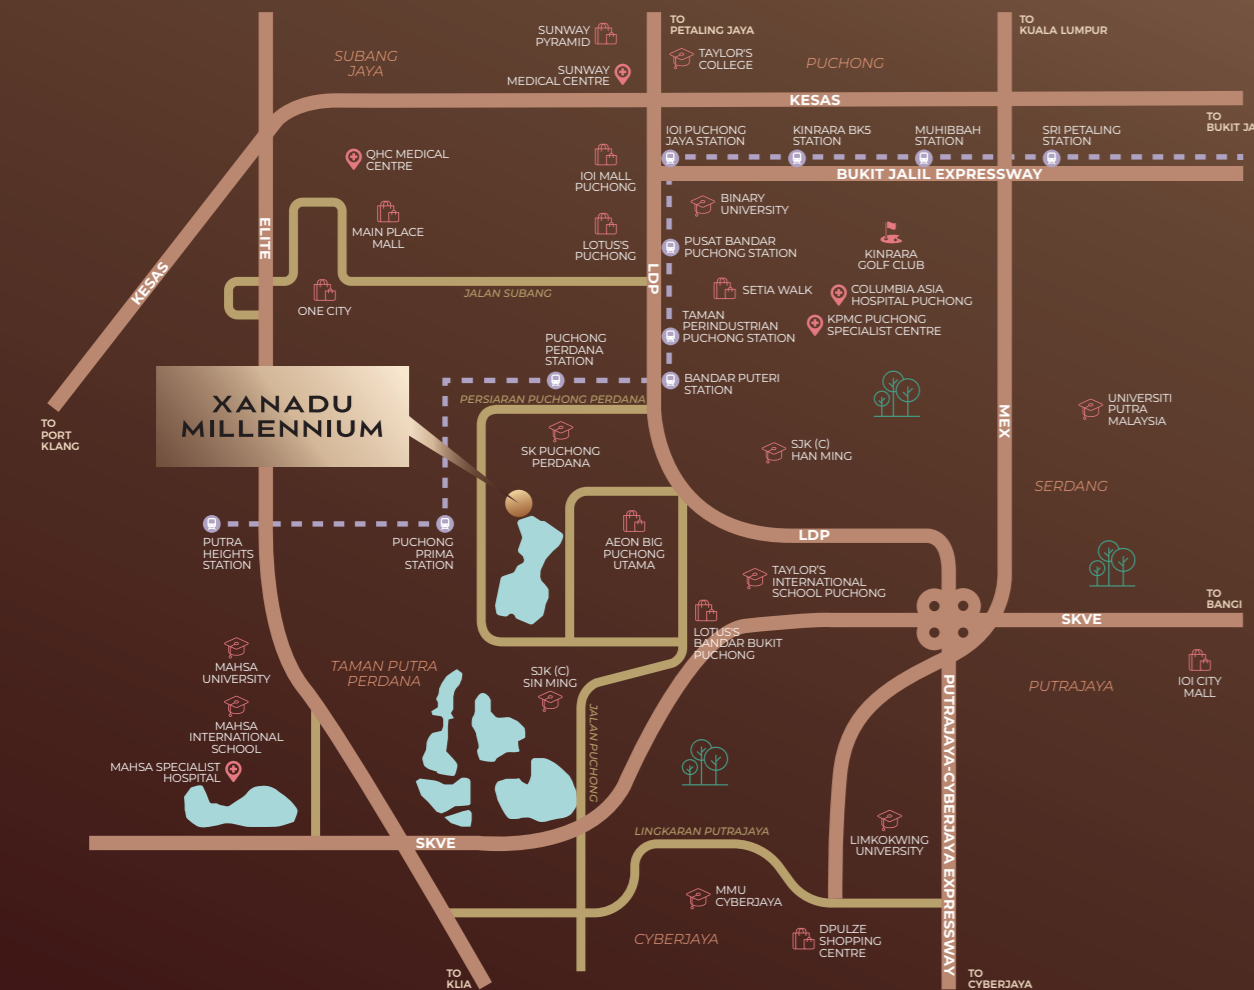 TO
PETALING JAYA
TO
KUALA LUMPUR
SUNWAY
PYRAMID
SUBANG
JAYA
TAYLOR'S
COLLEGE
PUCHONG
SUNWAY
MEDICAL CENTRE
KESAS
TO
BUKIT JA
IOI PUCHONG
JAYA STATION
KINRARA BK5
STATION
MUHIBBAH
STATION
SRI PETALING
STATION
QHC MEDICAL
CENTRE
IOI MALL
PUCHONG
BUKIT JALIL EXPRESSWAY
BINARY
UNIVERSITY
ELITE
MAIN PLACE
MALL
LOTUS'S
PUCHONG
LDP
PUSAT BANDAR
PUCHONG STATION
KINRARA
GOLF CLUB
KESAS
JALAN SUBANG
SETIA WALK
COLUMBIA ASIA
HOSPITAL PUCHONG
ONE CITY
TAMAN
PERINDUSTRIAN
PUCHONG STATION
KPMC PUCHONG
SPECIALIST CENTRE
PUCHONG
PERDANA
STATION
BANDAR PUTERI
STATION
PERSIARAN PUCHONG PERDANA
XANADU
MILLENNIUM
TO
PORT
KLANG
MEX
UNIVERSITI
PUTRA
MALAYSIA
SK PUCHONG
PERDANA
SJK (C)
HAN MING
SERDANG
PUTRA
HEIGHTS
STATION
PUCHONG
PRIMA
STATION
AEON BIG
PUCHONG
UTAMA
LDP
TAYLOR'S
INTERNATIONAL
SCHOOL PUCHONG
TO
BANGI
SKVE
LOTUS'S
BANDAR BUKIT
PUCHONG
MAHSA
UNIVERSITY
TAMAN PUTRA
PERDANA
SJK (C)
SIN MING
PUTRAJAYA
IOI CITY
MALL
MAHSA
INTERNATIONAL
SCHOOL
JALAN PUCHONG
PUTRAJAYA-CYBERJAYA EXPRESSWAY
MAHSA SPECIALIST
HOSPITAL
SKVE
LINGKARAN PUTRAJAYA
LIMKOKWING
UNIVERSITY
MMU
CYBERJAYA
CYBERJAYA
DPULZE
SHOPPING
CENTRE
TO
KLIA
TO
CYBERJAYA